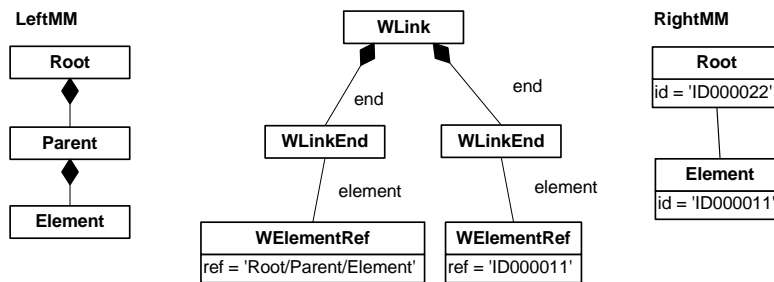 LeftMM
Root
Parent
Element
WLink
end
end
WLinkEnd
WLinkEnd
element
element
WElementRef
ref = 'Root/Parent/Element'
WElementRef
ref = 'ID000011'
RightMM
Root
id = 'ID000022'
Element
id = 'ID000011'